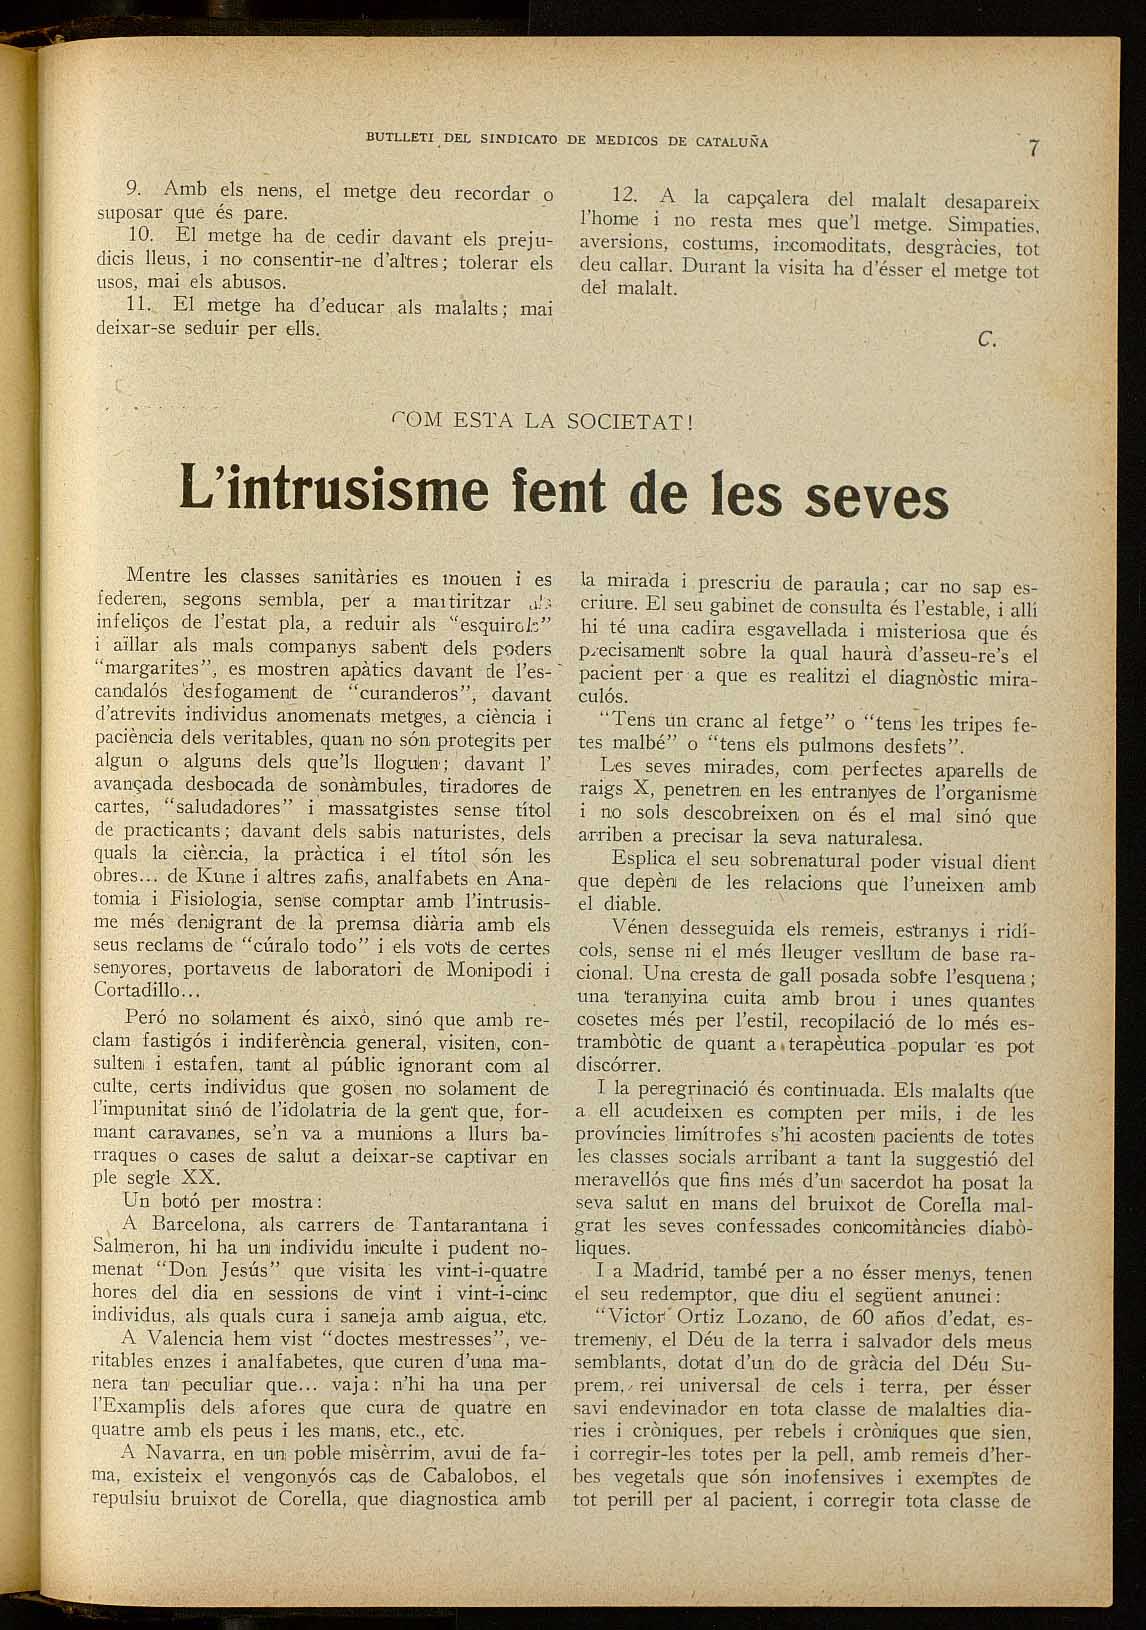 BUTLLETI DEL SINDICATO DE MEDICOS DE CATALUÑA
7
9. Amb els nens, el metge deu recordar o
suposar que és pare.
10. El metge ha de cedir davant els preju-
dicis lleus, i no consentir-ne d'altres; tolerar els
usos, mai els abusos.
11. El metge ha d'educar als malalts; mai
deixar-se seduir per ells.
12. A la capçalera del malalt desapareix
l'home i no resta mes que'l metge. Simpaties,
aversions, costums, incomoditats, desgràcies, tot
deu callar. Durant la visita ha d'ésser el metge tot
del malalt.
C.
COM ESTA LA SOCIETAT!
L'intrusisme fent de les seves
Mentre les classes sanitàries es mouen i es
federen, segons sembla, per a martiritzar als
infeliços de l'estat pla, a reduir als "esquirols"
i aïllar als mals companys sabent dels poders
"margarites", es mostren apàtics davant de l'es-
candalós desfogament de "curanderos", davant
d'atrevits individus anomenats metges, a ciència i
paciència dels veritables, quan no són protegits per
algun o alguns dels que'ls lloguen; davant l'
avançada desbocada de sonàmbules, tiradores de
cartes, "saludadores" i massatgistes sense títol
de practicants; davant dels sabis naturistes, dels
quals la ciència, la pràctica i el títol són les
obres... de Kune i altres zafis, analfabets en Ana-
tomia i Fisiologia, sense comptar amb l'intrusis-
me més denigrant de la premsa diària amb els
seus reclams de "cúralo todo" i els vots de certes
senyores, portaveus de laboratori de Monipodi i
Cortadillo...
Peró no solament és això, sinó que amb re-
clam fastigós i indiferència general, visiten, con-
sulten i estafen, tant al públic ignorant com al
culte, certs individus que gosen no solament de
l'impunitat sinó de l'idolatria de la gent que, for-
mant caravanes, se'n va a munions a llurs ba-
rraques o cases de salut a deixar-se captivar en
ple segle XX.
Un botó per mostra:
A Barcelona, als carrers de Tantarantana i
Salmeron, hi ha un individu inculte i pudent no-
menat "Don Jesús" que visita les vint-i-quatre
hores del dia en sessions de vint i vint-i-cinc
individus, als quals cura i saneja amb aigua, etc.
A Valencia hem vist "doctes mestresses", ve-
ritables enzes i analfabetes, que curen d'una ma-
nera tan peculiar que... vaja: n'hi ha una per
l'Examplis dels afores que cura de quatre en
quatre amb els peus i les mans, etc., etc.
A Navarra, en un poble misèrrim, avui de fa-
ma, existeix el vengonyós cas de Cabalobos, el
repulsiu bruixot de Corella, que diagnostica amb
la mirada i prescriu de paraula; car no sap es-
criure. El seu gabinet de consulta és l'estable, i allí
hi té una cadira esgavellada i misteriosa que és
precisament sobre la qual haurà d'asseu-re's el
pacient per a que es realitzi el diagnòstic mira-
culós.
"Tens un cranc al fetge" o "tens les tripes fe-
tes malbé" o "tens els pulmons desfets".
Les seves mirades, com perfectes aparells de
raigs X, penetren en les entranyes de l'organisme
i no sols descobreixen on és el mal sinó que
arriben a precisar la seva naturalesa.
Esplica el seu sobrenatural poder visual dient
que depèn de les relacions que l'uneixen amb
el diable.
Vénen desseguida els remeis, estranys i ridí-
cols, sense ni el més lleuger vesllum de base ra-
cional. Una cresta de gall posada sobre l'esquena;
una teranyina cuita amb brou i unes quantes
cosetes més per l'estil, recopilació de lo més es-
trambòtic de quant a terapèutica popular es pot
discórrer.
I la peregrinació és continuada. Els malalts que
a ell acudeixen es compten per mils, i de les
províncies limítrofes s'hi acosten pacients de totes
les classes socials arribant a tant la suggestió del
meravellós que fins més d'un sacerdot ha posat la
seva salut en mans del bruixot de Corella mal-
grat les seves confessades concomitàncies diabò-
liques.
I a Madrid, també per a no ésser menys, tenen
el seu redemptor, que diu el següent anunci:
"Victor Ortiz Lozano, de 60 años d'edat, es-
tremeny, el Déu de la terra i salvador dels meus
semblants, dotat d'un do de gràcia del Déu Su-
prem, rei universal de cels i terra, per ésser
savi endevinador en tota classe de malalties dia-
ries i cròniques, per rebels i cròniques que sien,
i corregir-les totes per la pell, amb remeis d'her-
bes vegetals que són inofensives i exemptes de
tot perill per al pacient, i corregir tota classe de